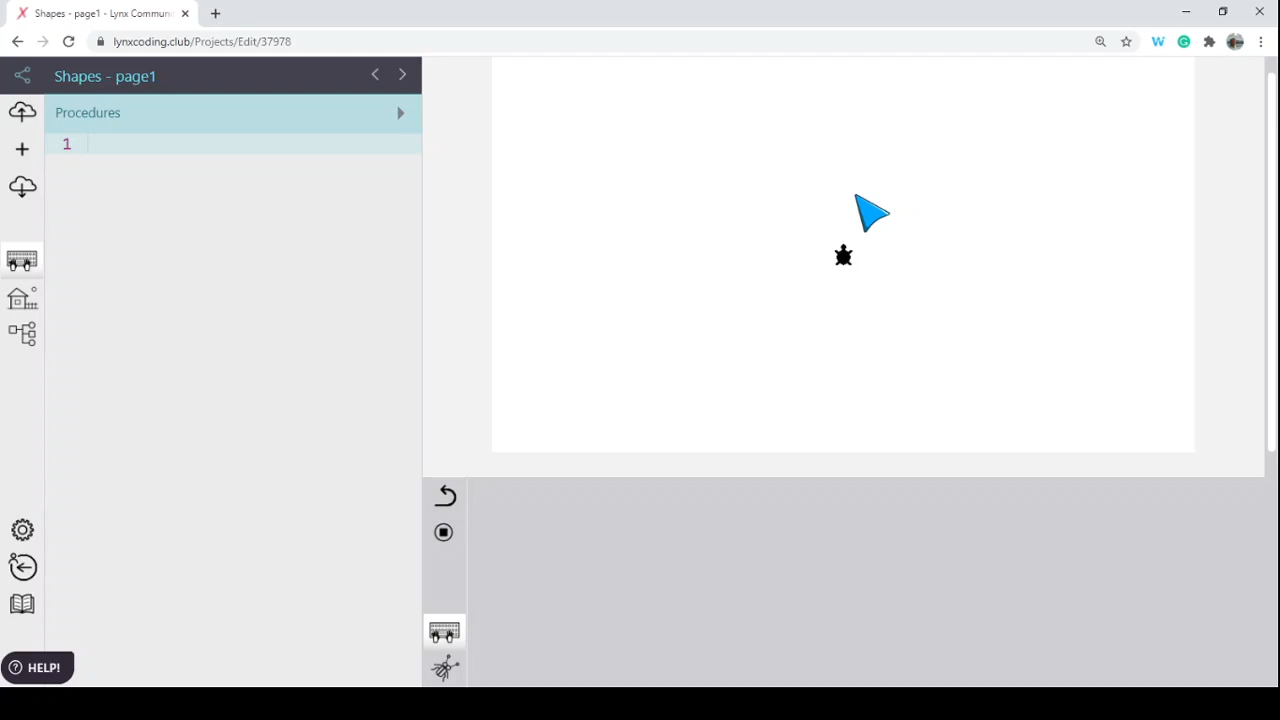 Shapes - page1 - Lynx Commun
lynxcoding.club/Projects/Edit/37978
Shapes - page1
Procedures
1
HELP!